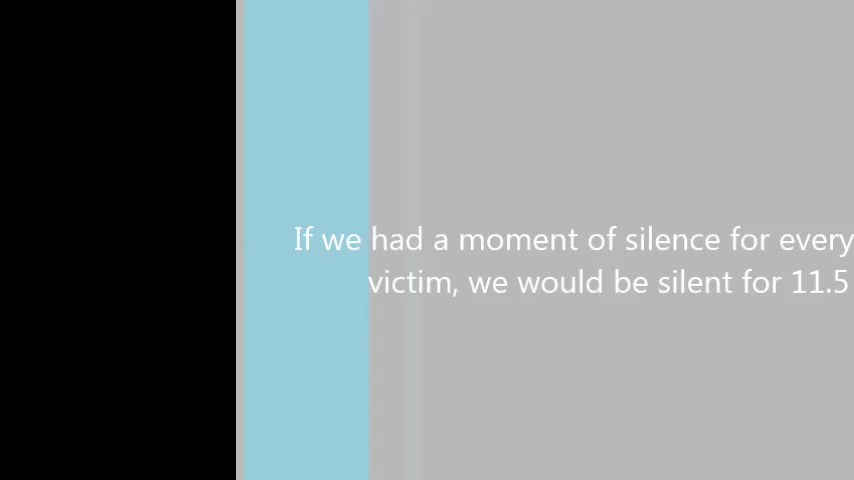 If we had a moment of silence for every
victim, we would be silent for 11.5